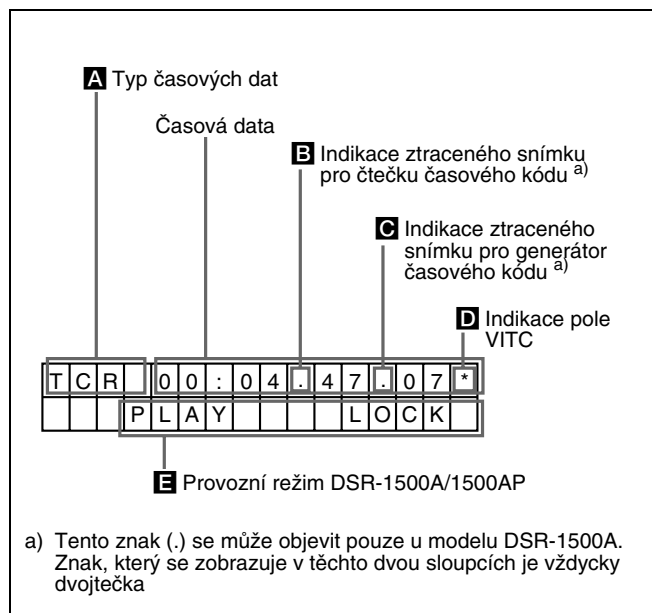 A Typ časových dat
Časová data
B Indikace ztraceného snímku
pro čtečku časového kódu a)
C Indikace ztraceného
snímku pro generátor
časového kódu a)
D Indikace pole
VITC
TCR 00:04.47.07*
PLAY LOCK
E Provozní režim DSR-1500A/1500AP
a) Tento znak (.) se může objevit pouze u modelu DSR-1500A.
Znak, který se zobrazuje v těchto dvou sloupcích je vždycky
dvojtečka